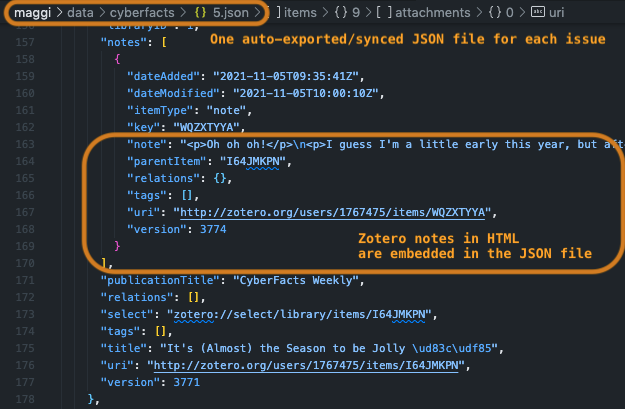 maggi > data > cyberfacts > {} 5.json > [ ] items > {} 9 > [ ] attachments > {} 0 > abc uri
One auto-exported/synced JSON file for each issue
157 "notes": [
158 {
159 "dateAdded": "2021-11-05T09:35:41Z",
160 "dateModified": "2021-11-05T10:00:10Z",
161 "itemType": "note",
162 "key": "WQZXTYYA",
163 "note": "<p>Oh oh oh!</p>\n<p>I guess I'm a little early this year, but afte
164 "parentItem": "I64JMKPN",
165 "relations": {},
166 "tags": [],
167 "uri": "http://zotero.org/users/1767475/items/WQZXTYYA",
168 "version": 3774
169 }
Zotero notes in HTML
are embedded in the JSON file
170 ],
171 "publicationTitle": "CyberFacts Weekly",
172 "relations": [],
173 "select": "zotero://select/library/items/I64JMKPN",
174 "tags": [],
175 "title": "It's (Almost) the Season to be Jolly \ud83c\udf85",
176 "uri": "http://zotero.org/users/1767475/items/I64JMKPN",
177 "version": 3771
178 },